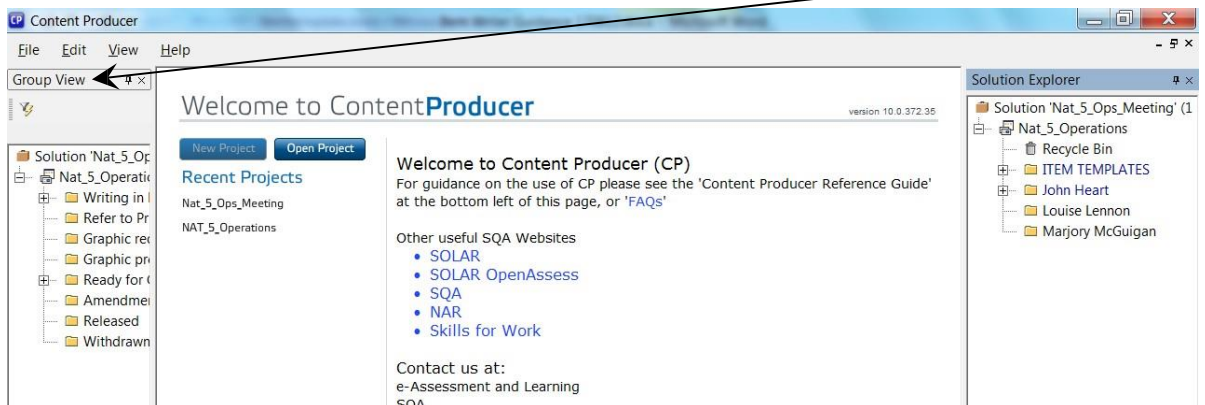 CP Content Producer
File Edit View Help
Group View
Solution 'Nat_5_Op
Nat_5_Operatio
Writing in
Refer to Pr
Graphic rec
Graphic pr
Ready for
Amendmen
Released
Withdrawn
Welcome to ContentProducer
version 10.0.372.35
New Project Open Project
Recent Projects
Nat_5_Ops_Meeting
NAT_5_Operations
Welcome to Content Producer (CP)
For guidance on the use of CP please see the 'Content Producer Reference Guide'
at the bottom left of this page, or 'FAQs'
Other useful SQA Websites
• SOLAR
• SOLAR OpenAssess
• SQA
• NAR
• Skills for Work
Contact us at:
e-Assessment and Learning
SQA
Solution Explorer
Solution 'Nat_5_Ops_Meeting' (1
Nat_5_Operations
Recycle Bin
ITEM TEMPLATES
John Heart
Louise Lennon
Marjory McGuigan